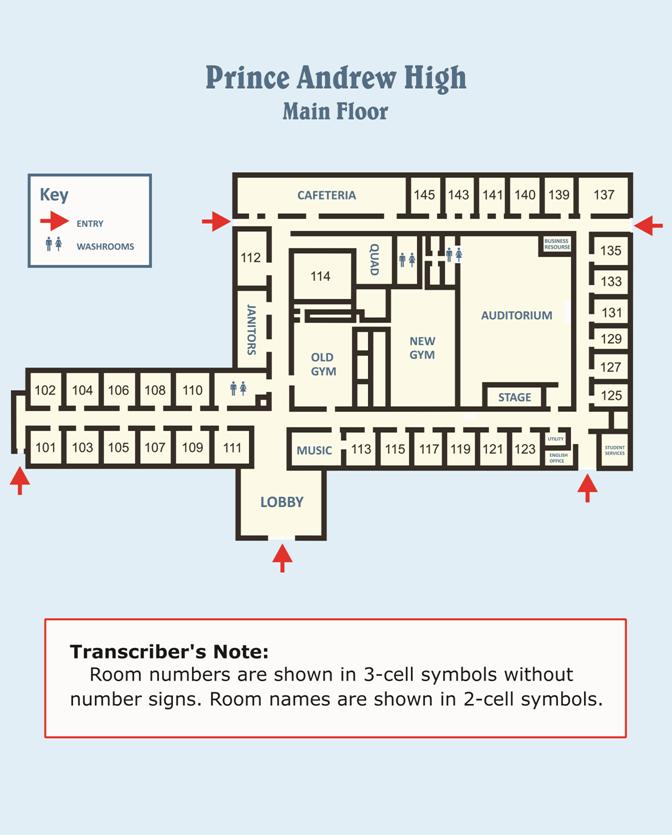 Prince Andrew High
Main Floor
Key
ENTRY
WASHROOMS
CAFETERIA
145
143
141
140
139
137
112
QUAD
BUSINESS
RESOURSE
135
114
133
JANITORS
AUDITORIUM
131
NEW
GYM
129
OLD
GYM
127
102
104
106
108
110
STAGE
125
101
103
105
107
109
111
MUSIC
113
115
117
119
121
123
UTILITY
ENGLISH
OFFICE
STUDENT
SERVICES
LOBBY
Transcriber's Note:
Room numbers are shown in 3-cell symbols without
number signs. Room names are shown in 2-cell symbols.